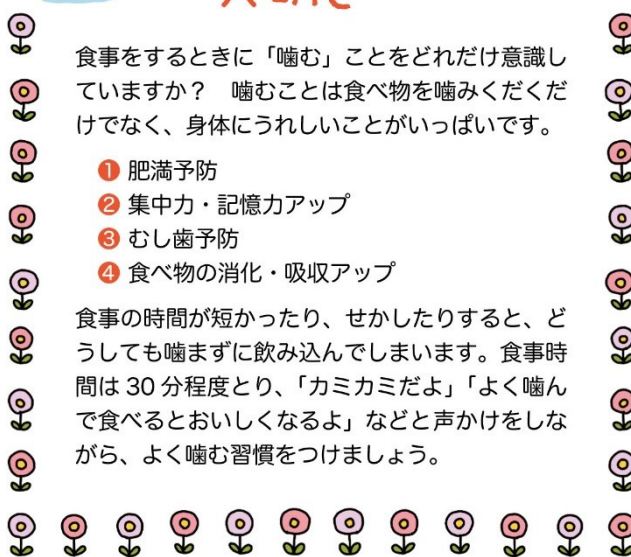 食事をするときに「噛む」ことをどれだけ意識し
ていますか？　噛むことは食べ物を噛みくだくだ
けでなく、身体にうれしいことがいっぱいです。
❶ 肥満予防
❷ 集中力・記憶力アップ
❸ むし歯予防
❹ 食べ物の消化・吸収アップ
食事の時間が短かったり、せかしたりすると、ど
うしても噛まずに飲み込んでしまいます。食事時
間は 30 分程度とり、「カミカミだよ」「よく噛ん
で食べるとおいしくなるよ」などと声かけをしな
がら、よく噛む習慣をつけましょう。